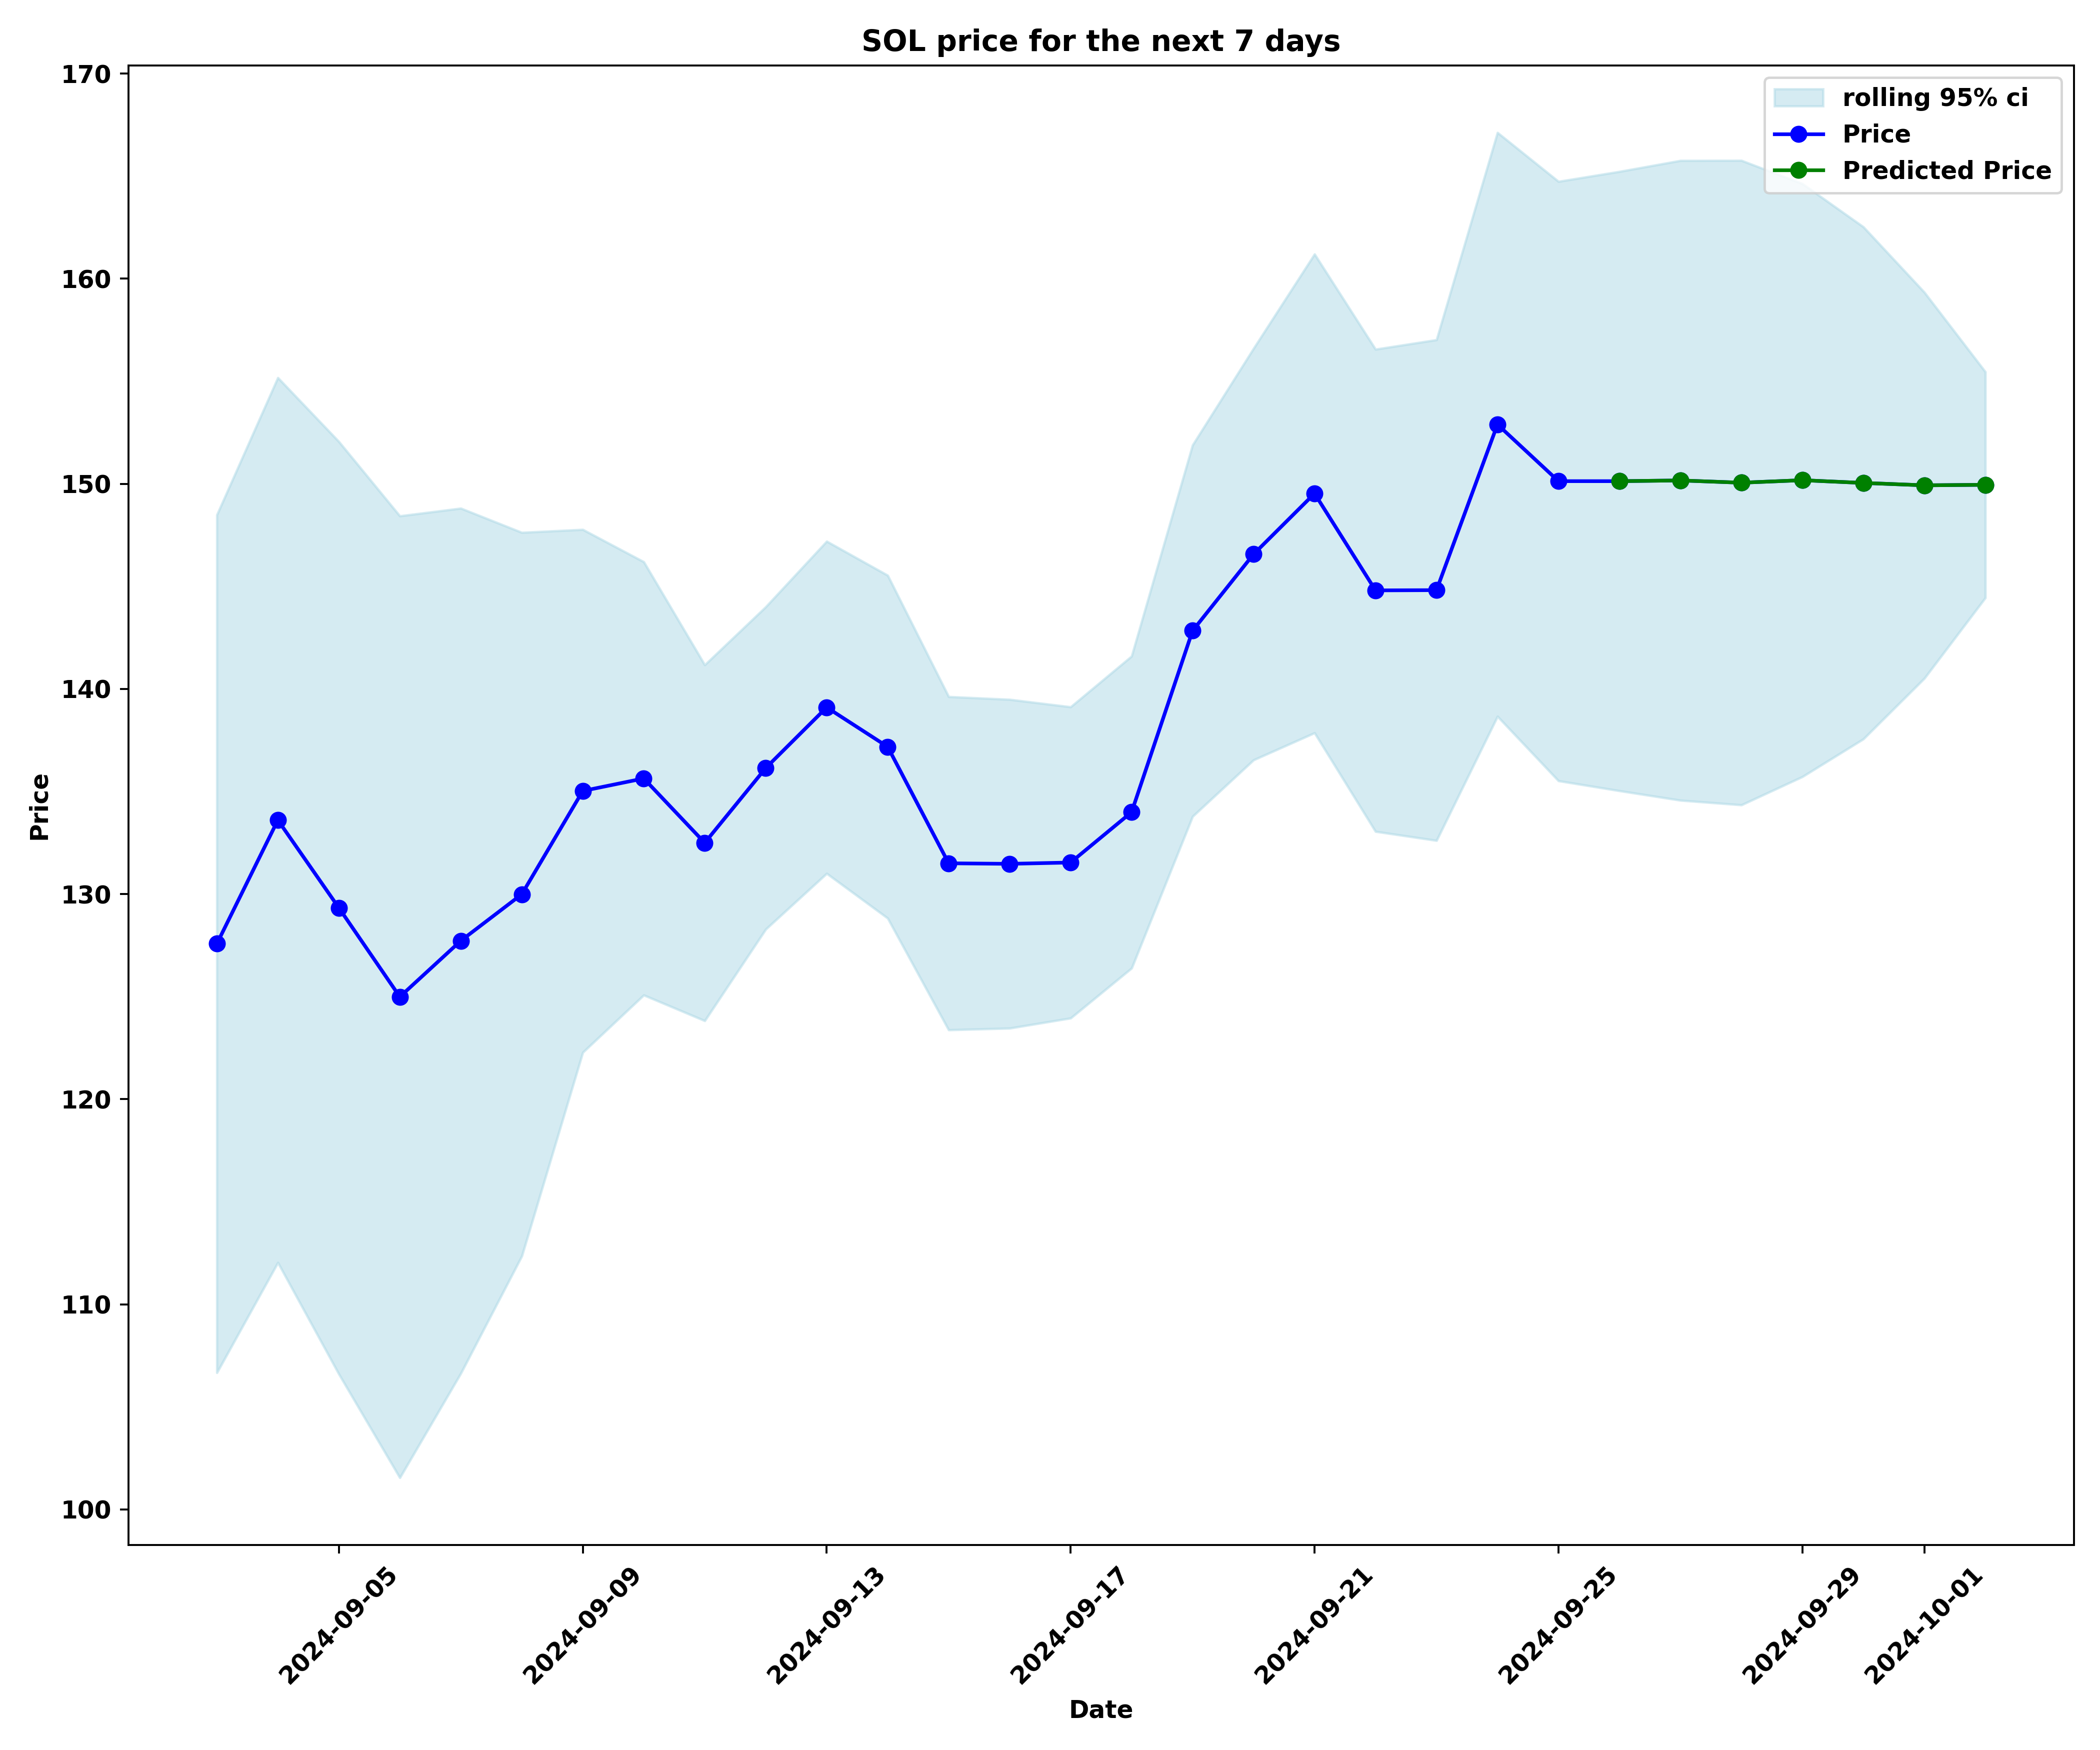 SOL price for the next 7 days
rolling 95% ci
Price
Predicted Price
170
160
150
140
130
120
110
100
Price
2024-09-05
2024-09-09
2024-09-13
2024-09-17
2024-09-21
2024-09-25
2024-09-29
2024-10-01
Date